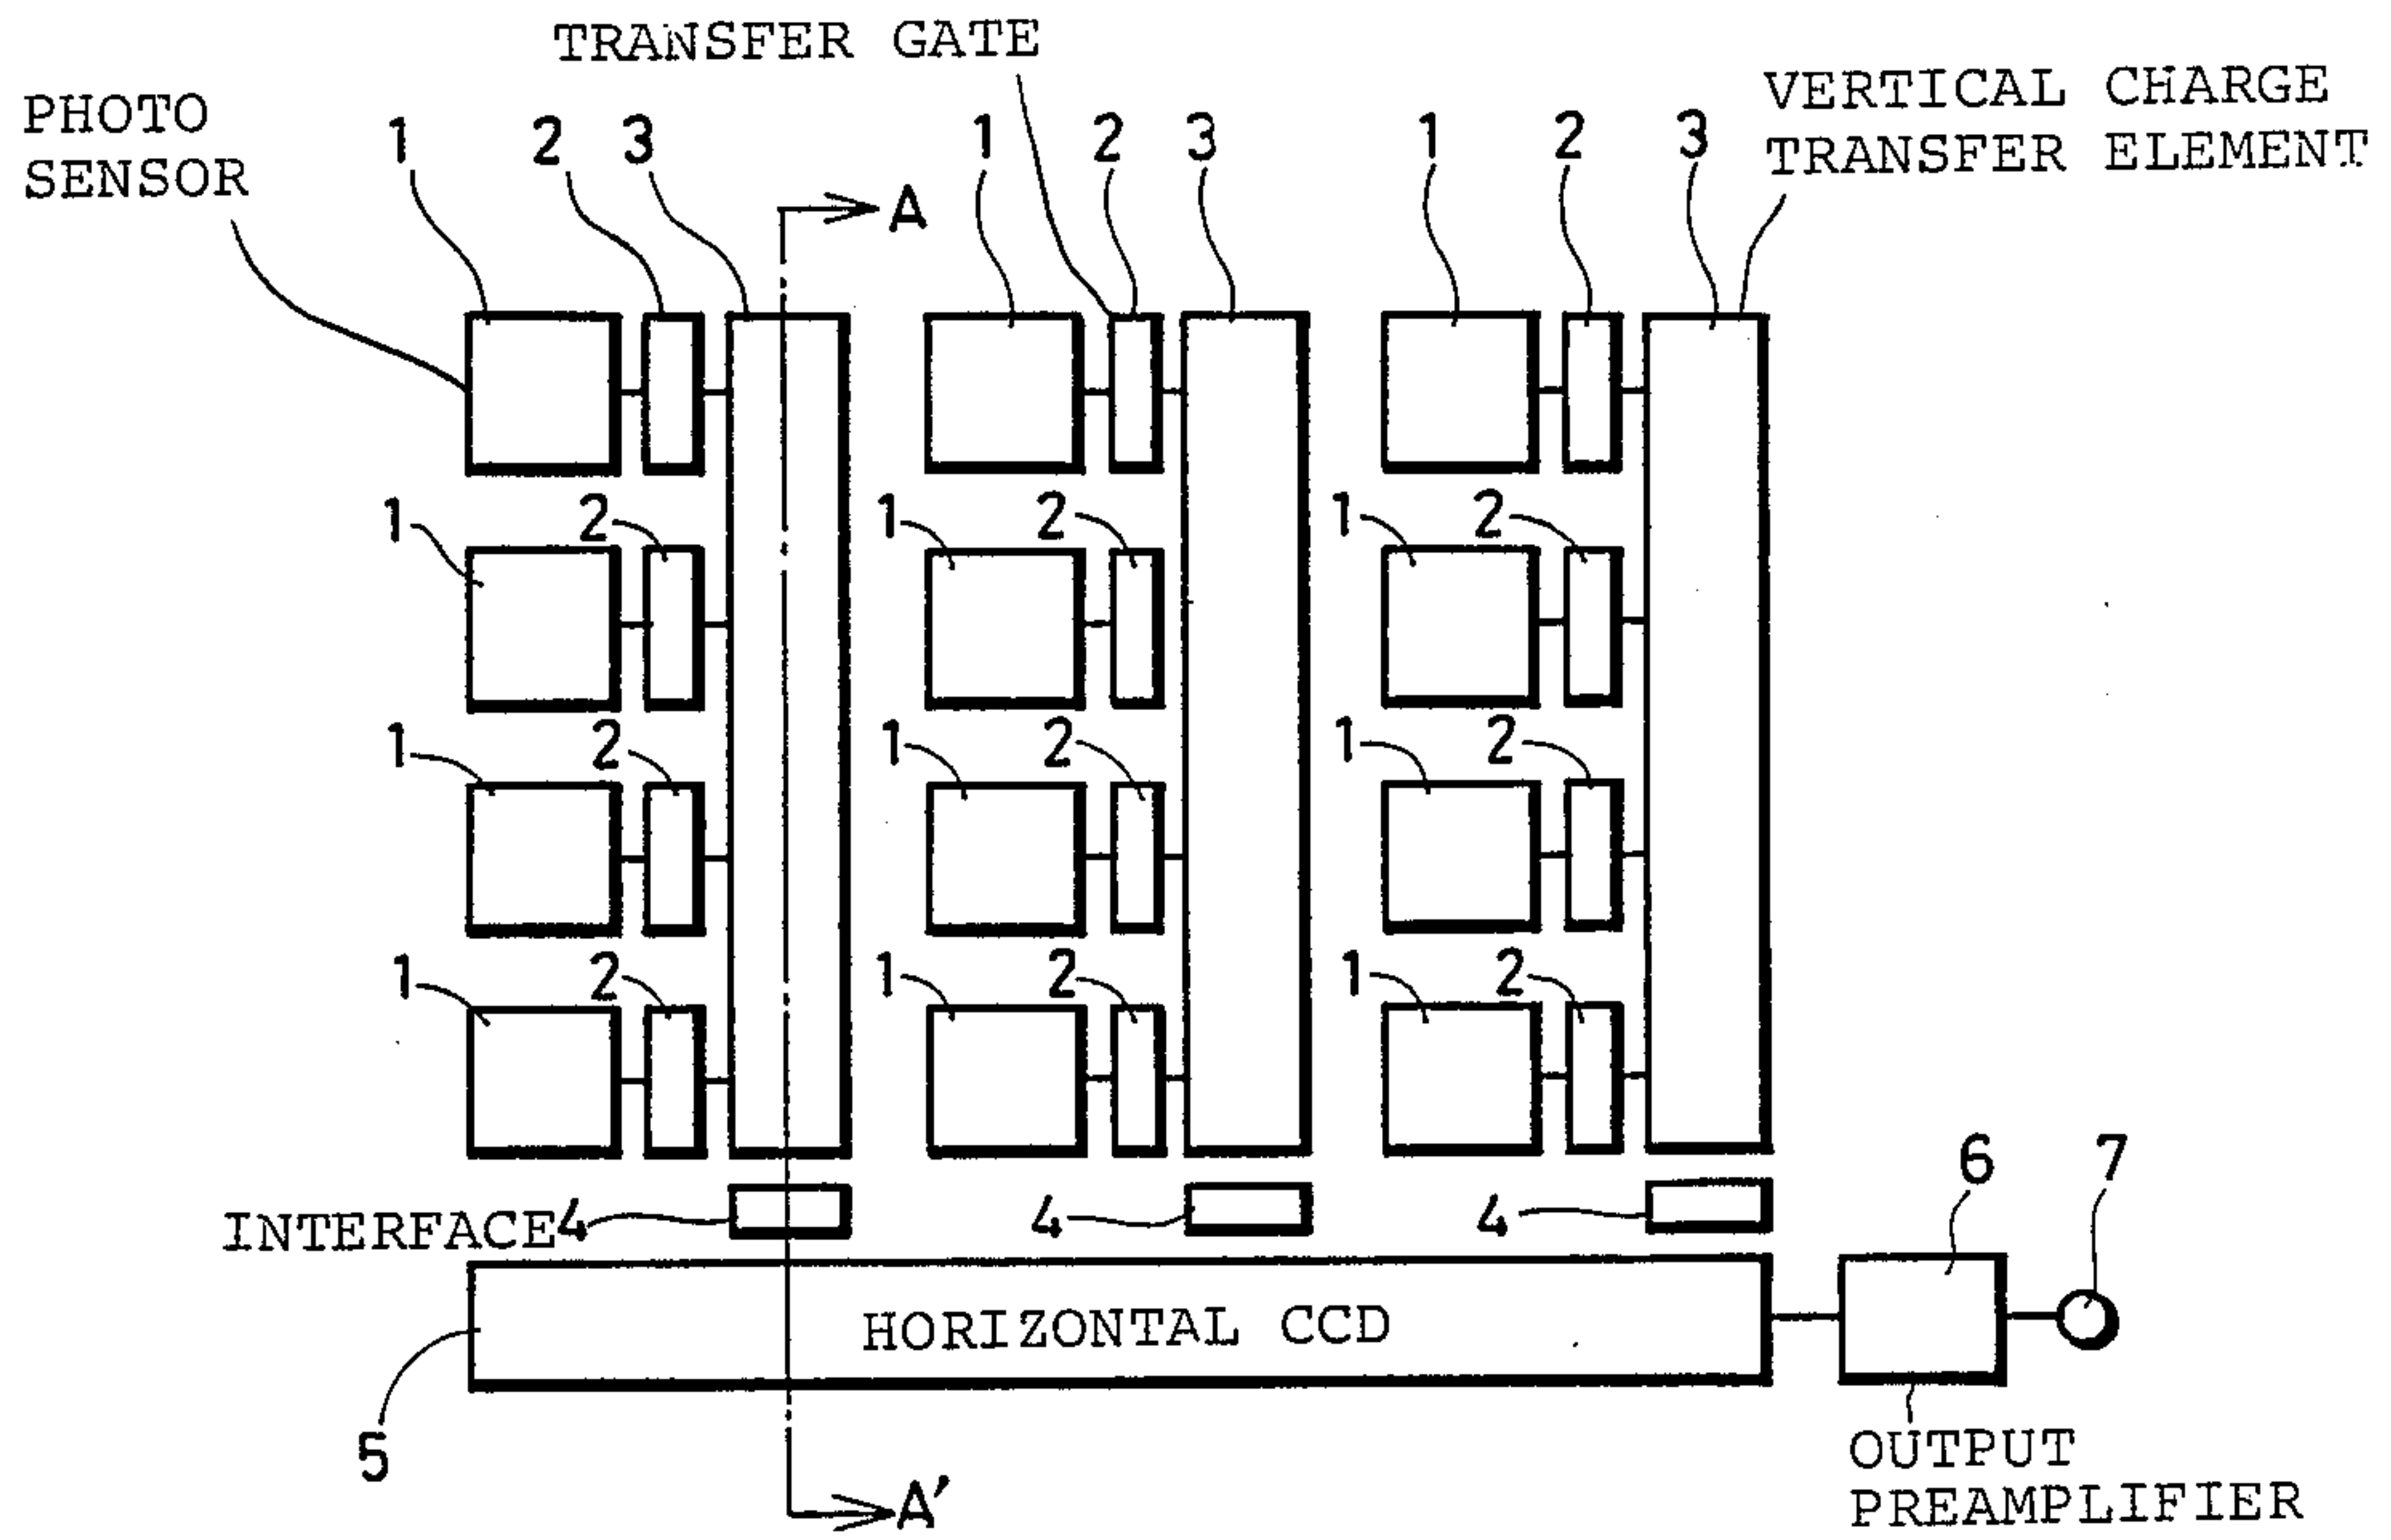 TRANSFER GATE
PHOTO
SENSOR
VERTICAL CHARGE
TRANSFER ELEMENT
1 2 3 1 2 3 1 2 3
A
1 2 1 2 1 2
1 2 1 2 1 2
1 2 1 2 1 2
INTERFACE 4 4 4
6 7
HORIZONTAL CCD
5
A'
OUTPUT
PREAMPLIFIER